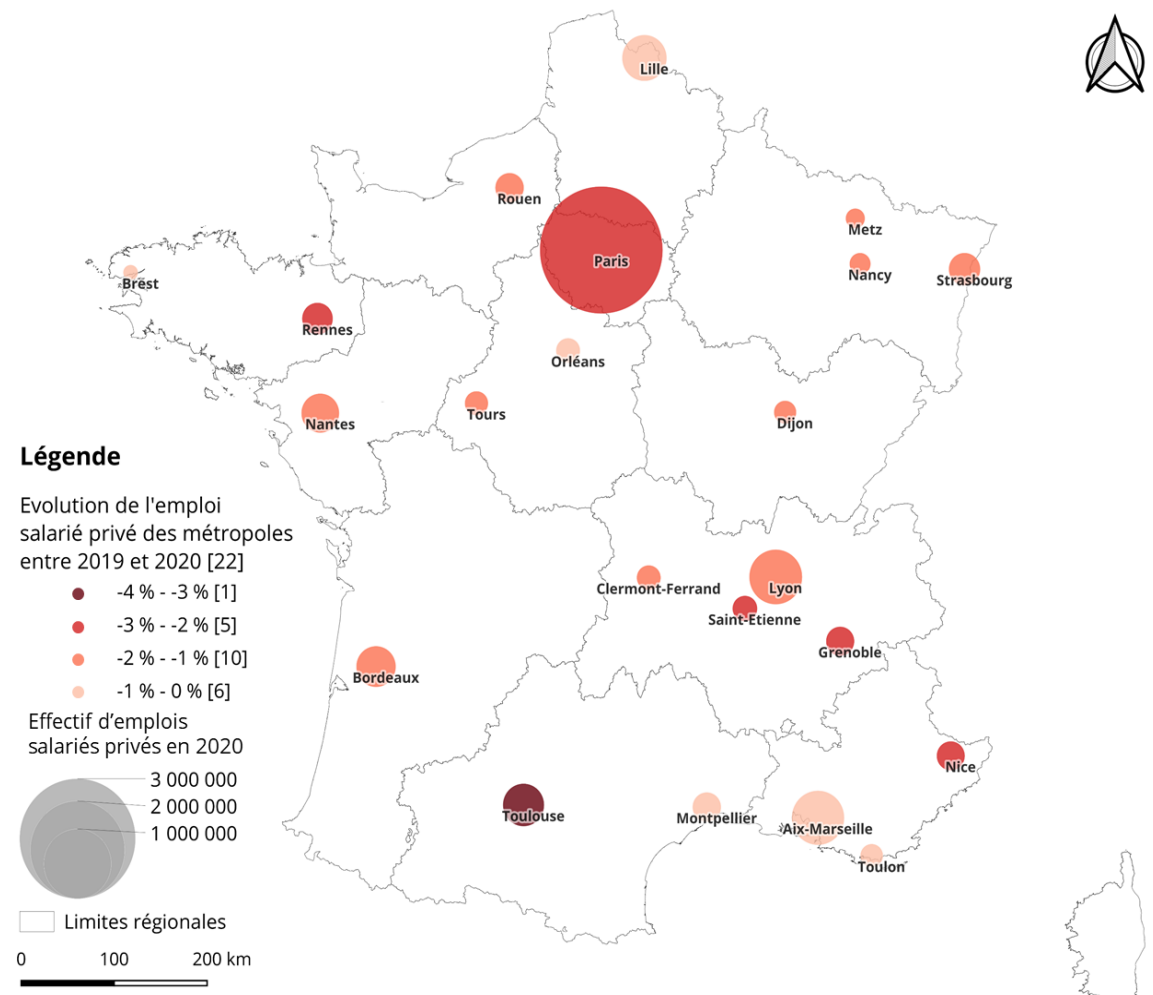 Lille
Rouen
Paris
Metz
Nancy
Strasbourg
Brest
Rennes
Orléans
Nantes
Tours
Dijon
Clermont-Ferrand
Lyon
Saint-Etienne
Grenoble
Bordeaux
Nice
Toulouse
Montpellier
Aix-Marseille
Toulon
Légende
Evolution de l'emploi
salarié privé des métropoles
entre 2019 et 2020 [22]
-4 % - -3 % [1]
-3 % - -2 % [5]
-2 % - -1 % [10]
-1 % - 0 % [6]
Effectif d’emplois
salariés privés en 2020
3 000 000
2 000 000
1 000 000
Limites régionales
0 100 200 km